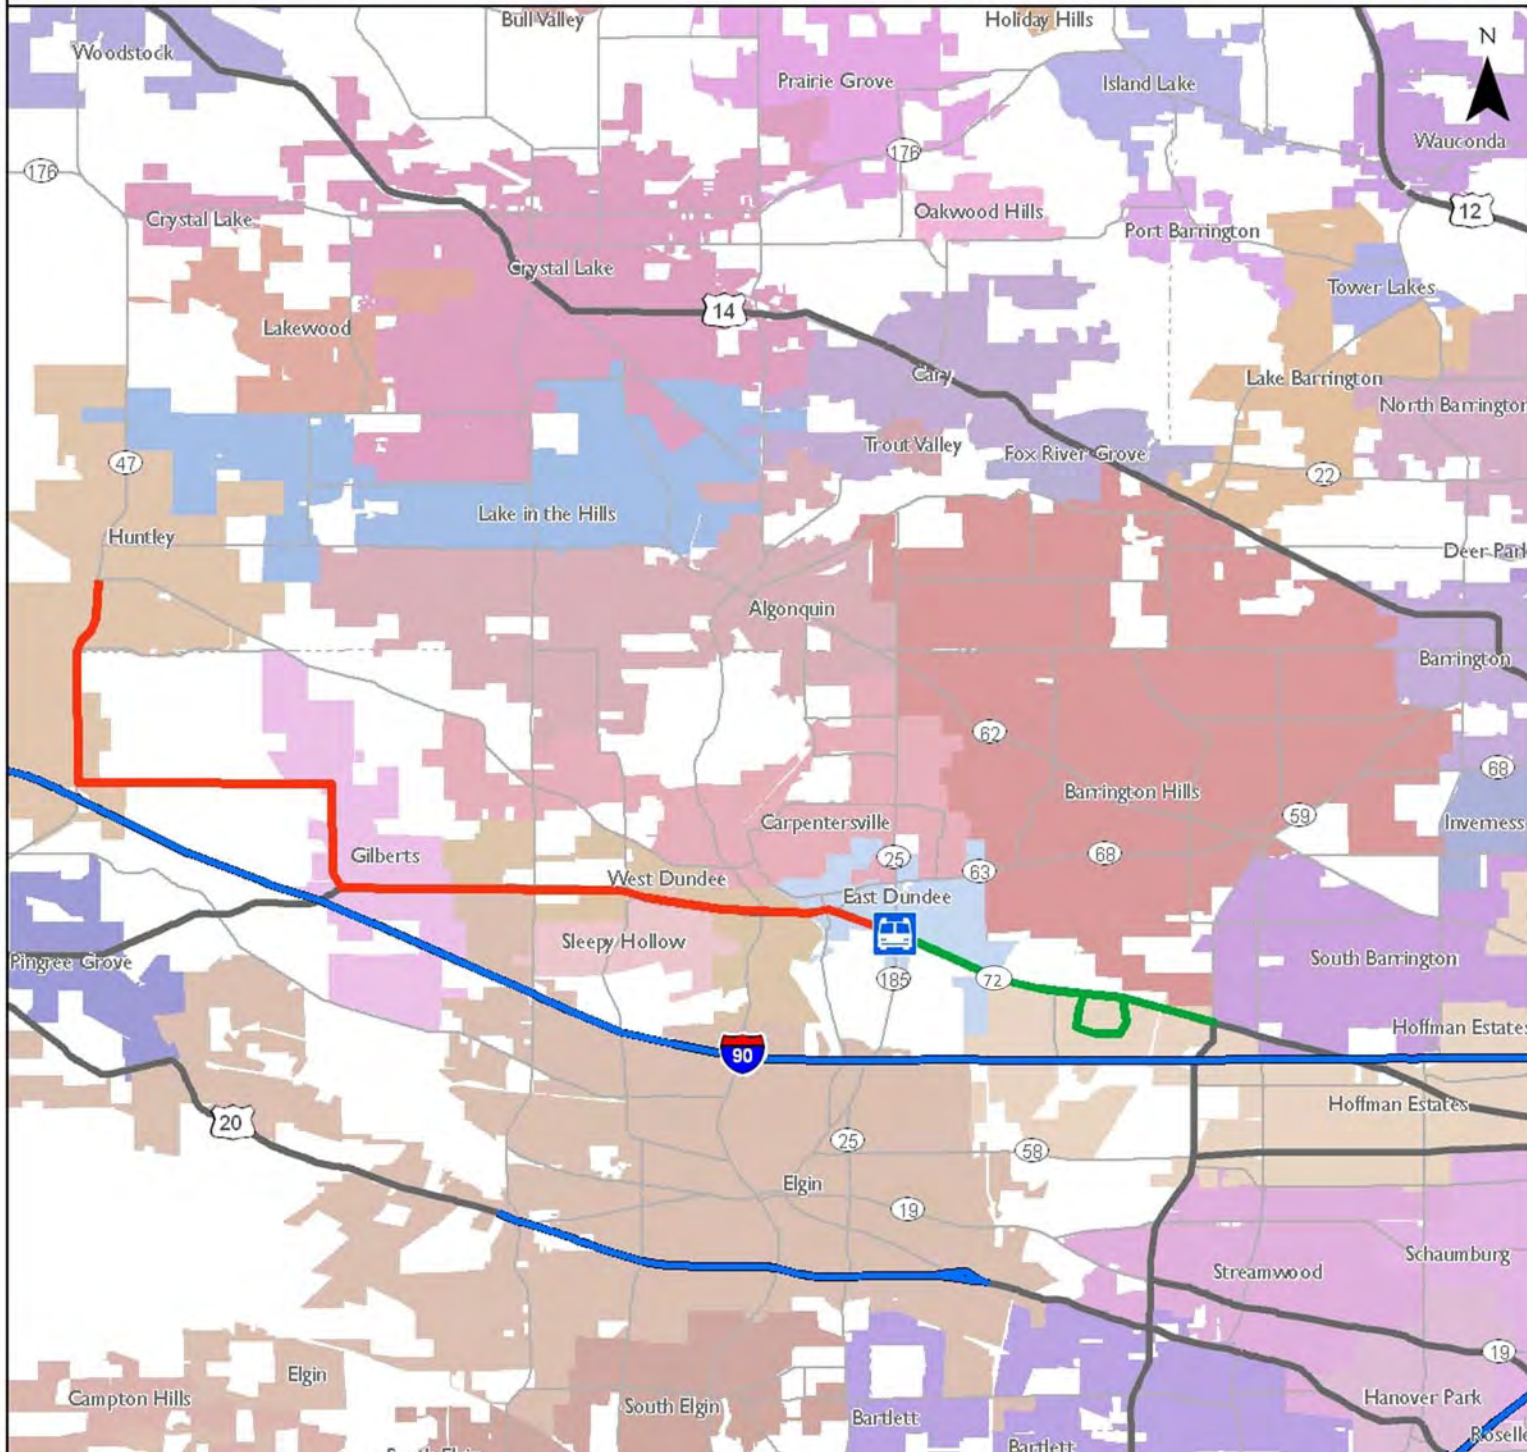 Bull Valley
Holiday Hills
N
Woodstock
Prairie Grove
Island Lake
Wauconda
176
176
Crystal Lake
Oakwood Hills
Port Barrington
12
Crystal Lake
Tower Lakes
14
Lakewood
Cary
Lake Barrington
North Barrington
Trout Valley
Fox River Grove
47
22
Lake in the Hills
Huntley
Deer Park
Algonquin
Barrington
62
68
Barrington Hills
59
Carpentersville
Inverness
Gilberts
25
68
63
West Dundee
East Dundee
Sleepy Hollow
Pingree Grove
South Barrington
185
72
Hoffman Estates
90
Hoffman Estates
20
25
58
Elgin
19
Schaumburg
Streamwood
19
Elgin
Campton Hills
South Elgin
Hanover Park
Bartlett
Roselle
Bartlett
South Elgin